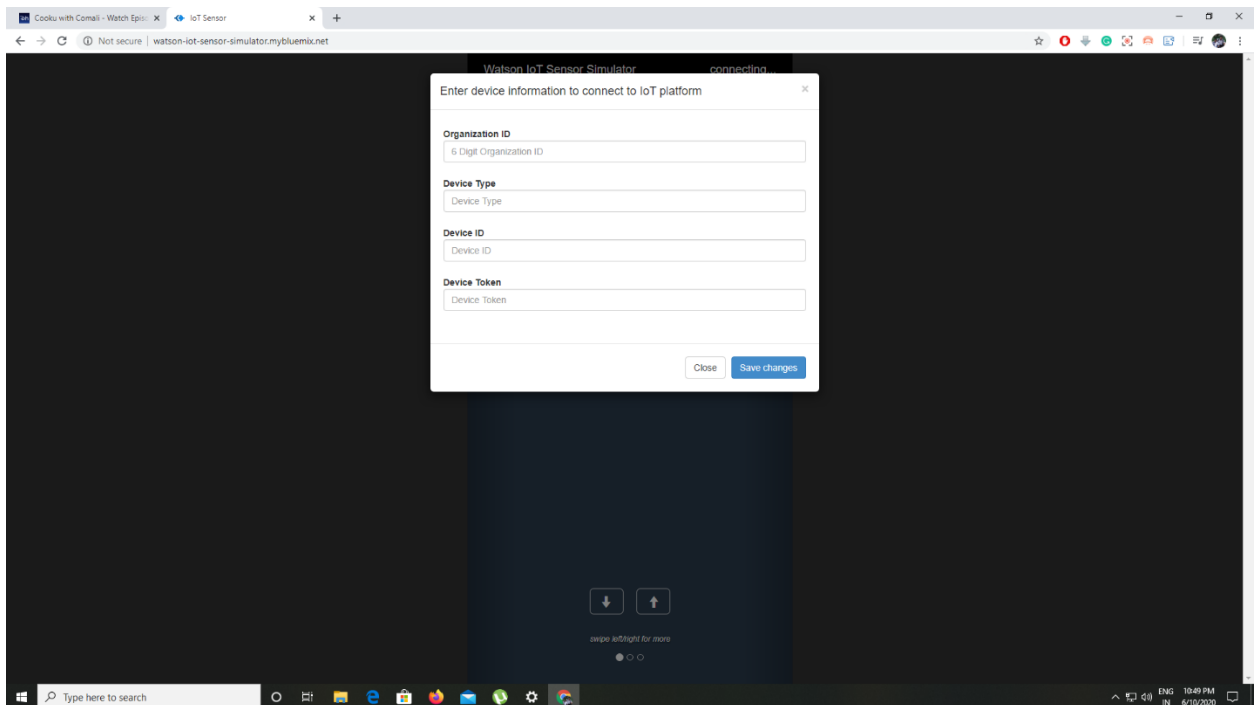 Cooku with Comali - Watch Epis
IoT Sensor
Not secure | watson-iot-sensor-simulator.mybluemix.net
Watson IoT Sensor Simulator connecting...
Enter device information to connect to IoT platform
Organization ID
6 Digit Organization ID
Device Type
Device Type
Device ID
Device ID
Device Token
Device Token
Close Save changes
swipe left/right for more
Type here to search
ENG 10:49 PM
IN 6/10/2020